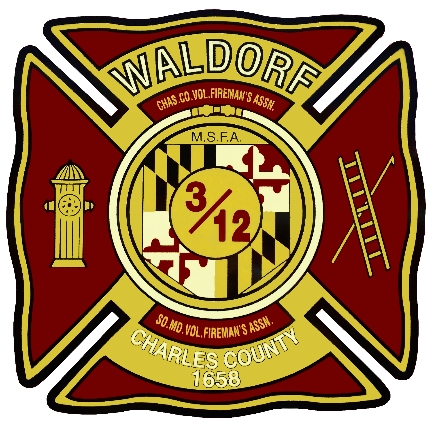 WALDORF
CHAS.CO.VOL.FIREMAN'S ASSN.
M.S.F.A.
3/12
SO.MD.VOL.FIREMAN'S ASSN.
CHARLES COUNTY
1658